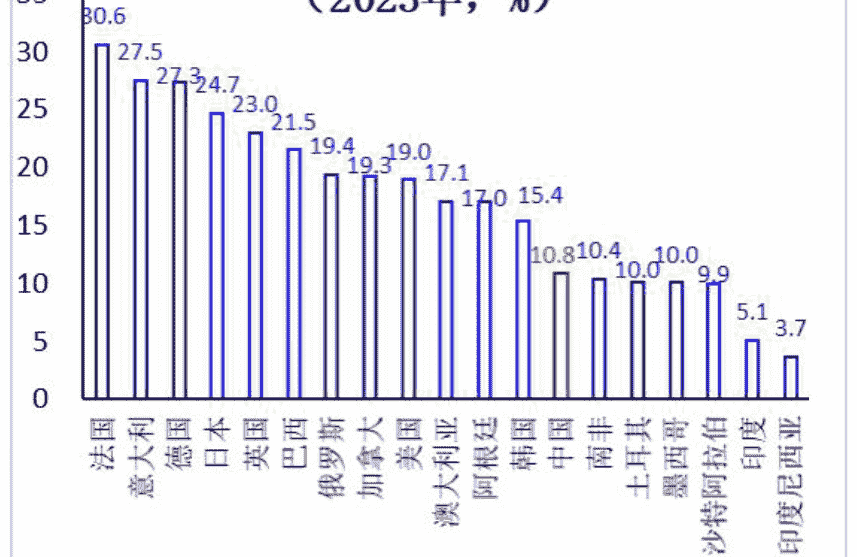 （2023年，%）
30.6
27.5
27.3
24.7
23.0
21.5
19.4
19.3
19.0
17.1
17.0
15.4
10.8
10.4
10.0
10.0
9.9
5.1
3.7
30
25
20
15
10
5
0
法国
意大利
德国
日本
英国
巴西
俄罗斯
加拿大
美国
澳大利亚
阿根廷
韩国
中国
南非
土耳其
墨西哥
沙特阿拉伯
印度
印度尼西亚